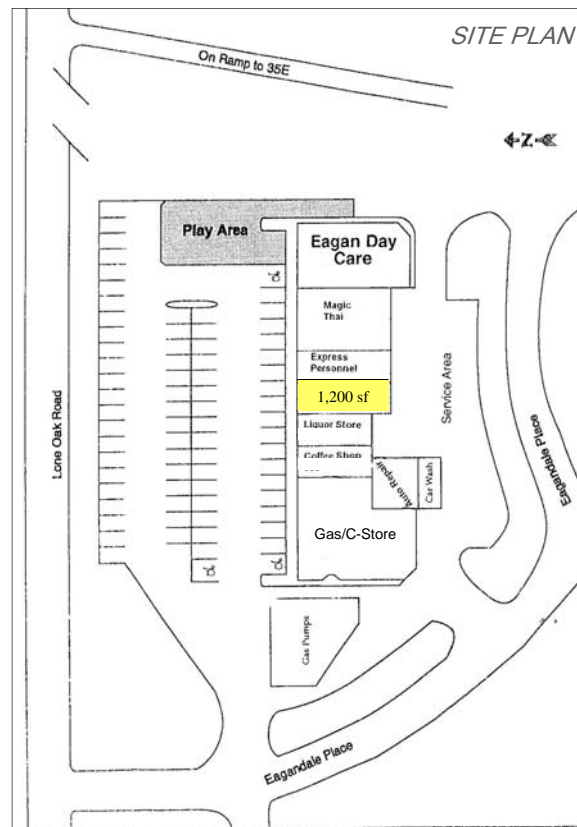 SITE PLAN
On Ramp to 35E
N
Play Area
Eagan Day
Care
Magic
Thai
Express
Personnel
1,200 sf
Liquor Store
Coffee Shop
Service Area
Lone Oak Road
Eagandale Place
Auto Repair
Car Wash
Gas/C-Store
Gas Pumps
Eagandale Place